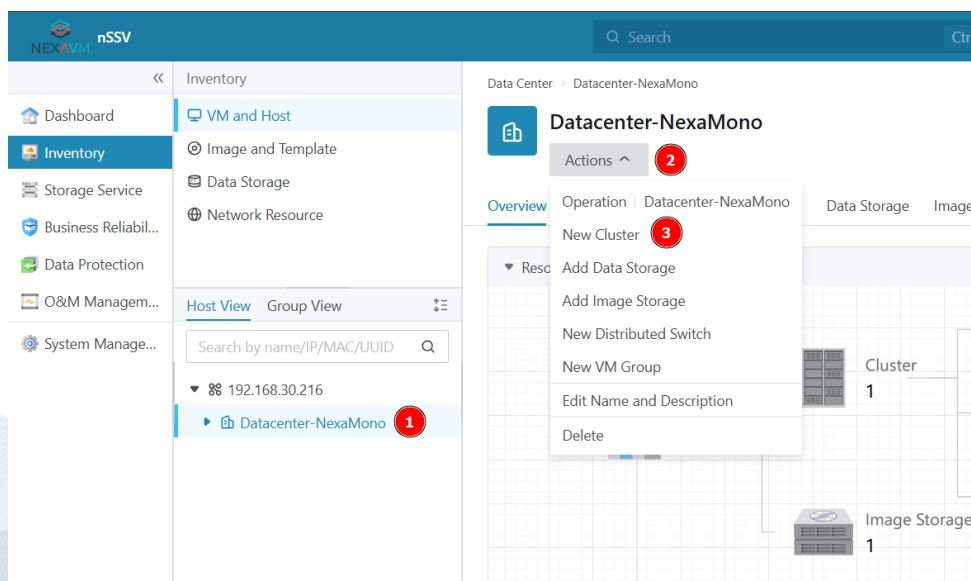 NEXAVM
nSSV
Search
Ctr
Dashboard
Inventory
Storage Service
Business Reliabil...
Data Protection
O&M Managem...
System Manage...
Inventory
VM and Host
Image and Template
Data Storage
Network Resource
Host View
Group View
Search by name/IP/MAC/UUID
192.168.30.216
Datacenter-NexaMono
1
Data Center
Datacenter-NexaMono
Datacenter-NexaMono
Actions
2
Overview
Data Storage
Image
Operation
Datacenter-NexaMono
New Cluster
3
Add Data Storage
Add Image Storage
New Distributed Switch
New VM Group
Edit Name and Description
Delete
Reso
Cluster
1
Image Storage
1